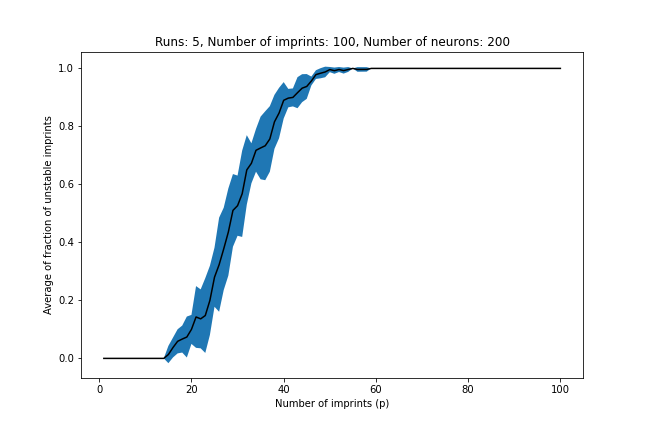 Runs: 5, Number of imprints: 100, Number of neurons: 200
Average of fraction of unstable imprints
1.0
0.8
0.6
0.4
0.2
0.0
0 20 40 60 80 100
Number of imprints (p)